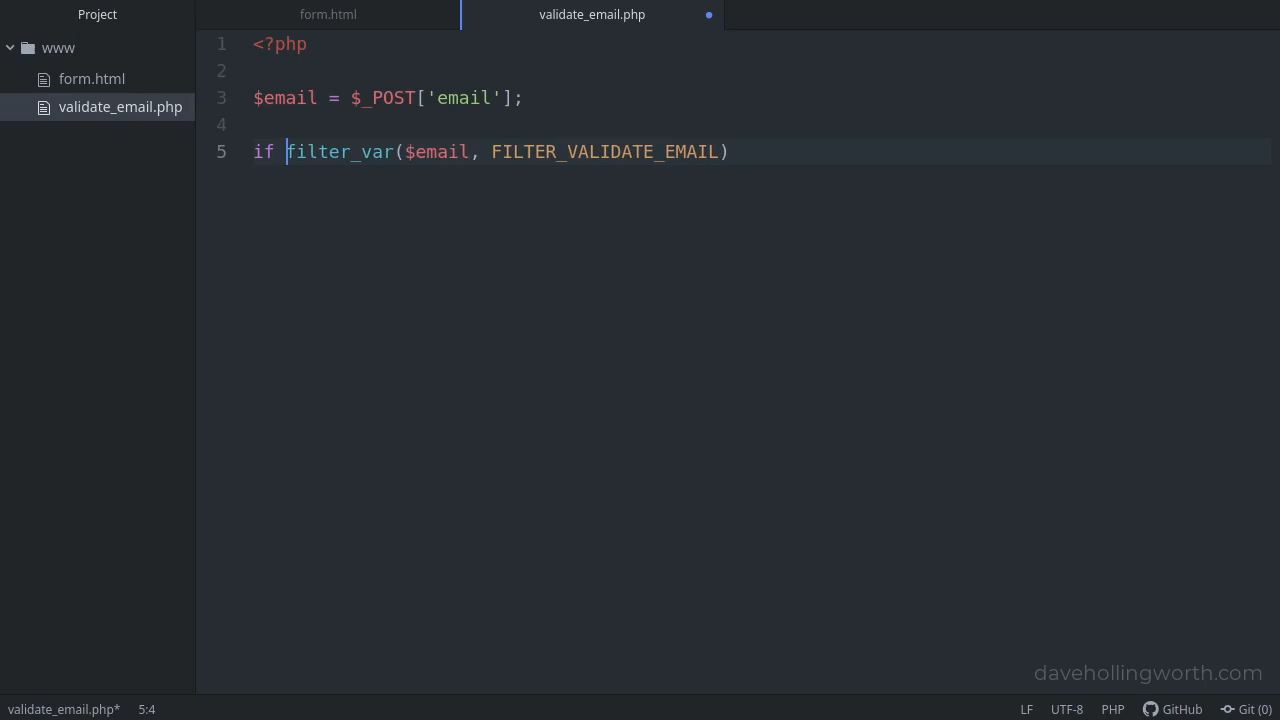 Project
form.html
validate_email.php
www
form.html
validate_email.php
1 <?php
2
3 $email = $_POST['email'];
4
5 if filter_var($email, FILTER_VALIDATE_EMAIL)
davehollingworth.com
validate_email.php* 5:4 LF UTF-8 PHP GitHub Git (0)